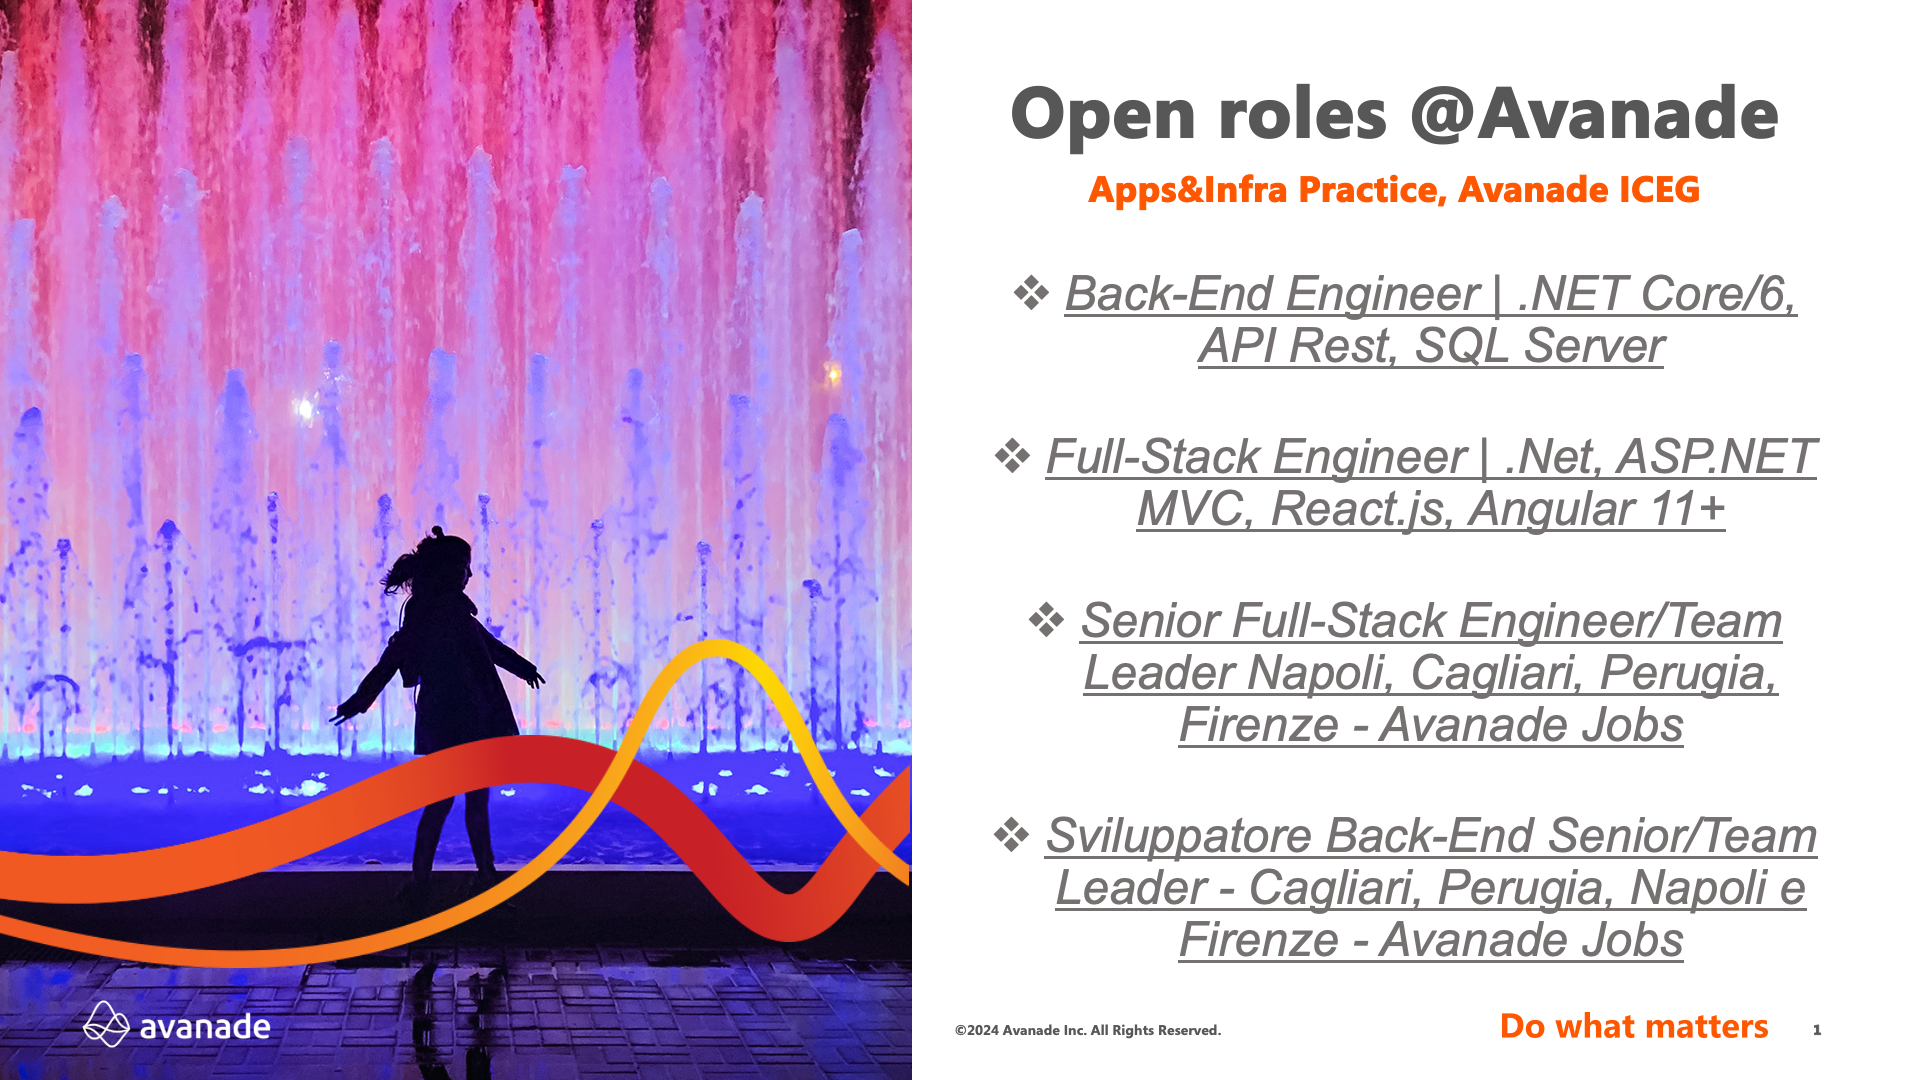 Open roles @Avanade
Apps&Infra Practice, Avanade ICEG
❖ Back-End Engineer | .NET Core/6,
API Rest, SQL Server
❖ Full-Stack Engineer | .Net, ASP.NET
MVC, React.js, Angular 11+
❖ Senior Full-Stack Engineer/Team
Leader Napoli, Cagliari, Perugia,
Firenze - Avanade Jobs
❖ Sviluppatore Back-End Senior/Team
Leader - Cagliari, Perugia, Napoli e
Firenze - Avanade Jobs
avanade
©2024 Avanade Inc. All Rights Reserved.
Do what matters
1